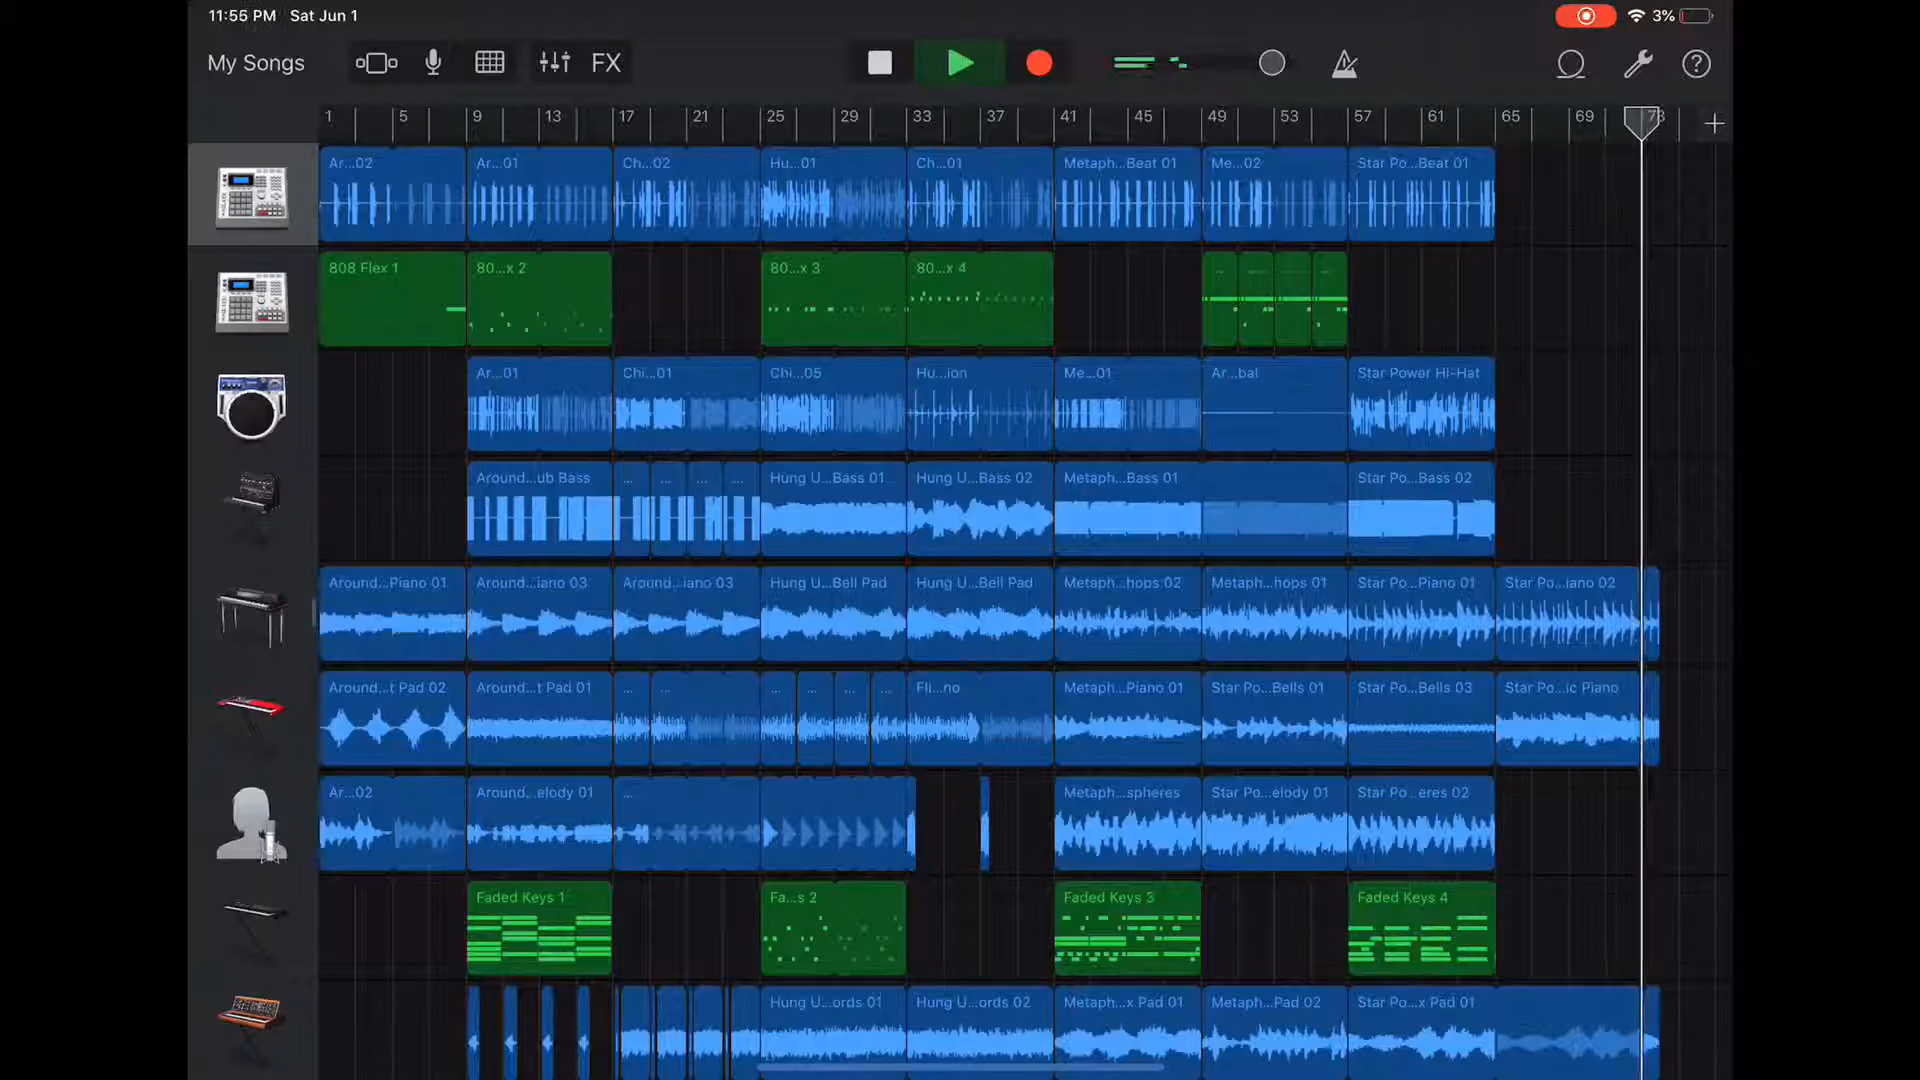 11:55 PM Sat Jun 1
3%
My Songs
FX
1 5 9 13 17 21 25 29 33 37 41 45 49 53 57 61 65 69 73
Ar...02 Ar...01 Ch...02 Hu...01 Ch...01 Metaph...Beat 01 Me...02 Star Po...Beat 01
808 Flex 1 80...x 2 80...x 3 80...x 4 ... ... ... ...
Ar...01 Chi...01 Chi...05 Hu...ion Me...01 Ar...bal Star Power Hi-Hat
Around...ub Bass ... ... ... ... Hung U...Bass 01 Hung U...Bass 02 Metaph...Bass 01 Star Po...Bass 02
Around...Piano 01 Around...iano 03 Around...iano 03 Hung U...Bell Pad Hung U...Bell Pad Metaph...hops 02 Metaph...hops 01 Star Po...Piano 01 Star Po...iano 02
Around...t Pad 02 Around...t Pad 01 ... ... ... ... ... ... Fli...no Metaph...Piano 01 Star Po...Bells 01 Star Po...Bells 03 Star Po...ic Piano
Ar...02 Around...elody 01 ... Metaph...spheres Star Po...elody 01 Star Po...eres 02
Faded Keys 1 Fa...s 2 Faded Keys 3 Faded Keys 4
Hung U...ords 01 Hung U...ords 02 Metaph...x Pad 01 Metaph...Pad 02 Star Po...x Pad 01